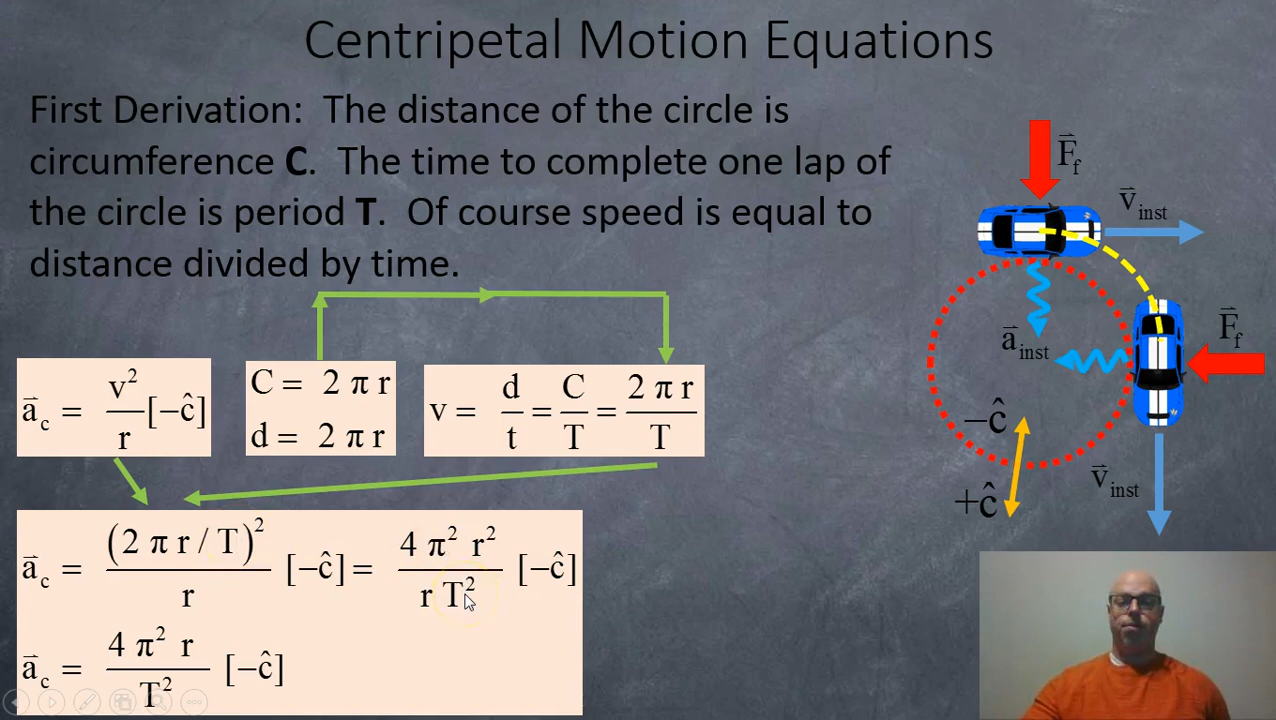 Centripetal Motion Equations
First Derivation: The distance of the circle is
circumference C. The time to complete one lap of
the circle is period T. Of course speed is equal to
distance divided by time.
a⃗c = v²/r [−ĉ]
C = 2 π r
d = 2 π r
v = d/t = C/T = 2 π r/T
a⃗c = (2 π r / T)²/r [−ĉ] = 4 π² r²/r T² [−ĉ]
a⃗c = 4 π² r/T² [−ĉ]
F⃗f
v⃗inst
a⃗inst
F⃗f
−ĉ
+ĉ
v⃗inst